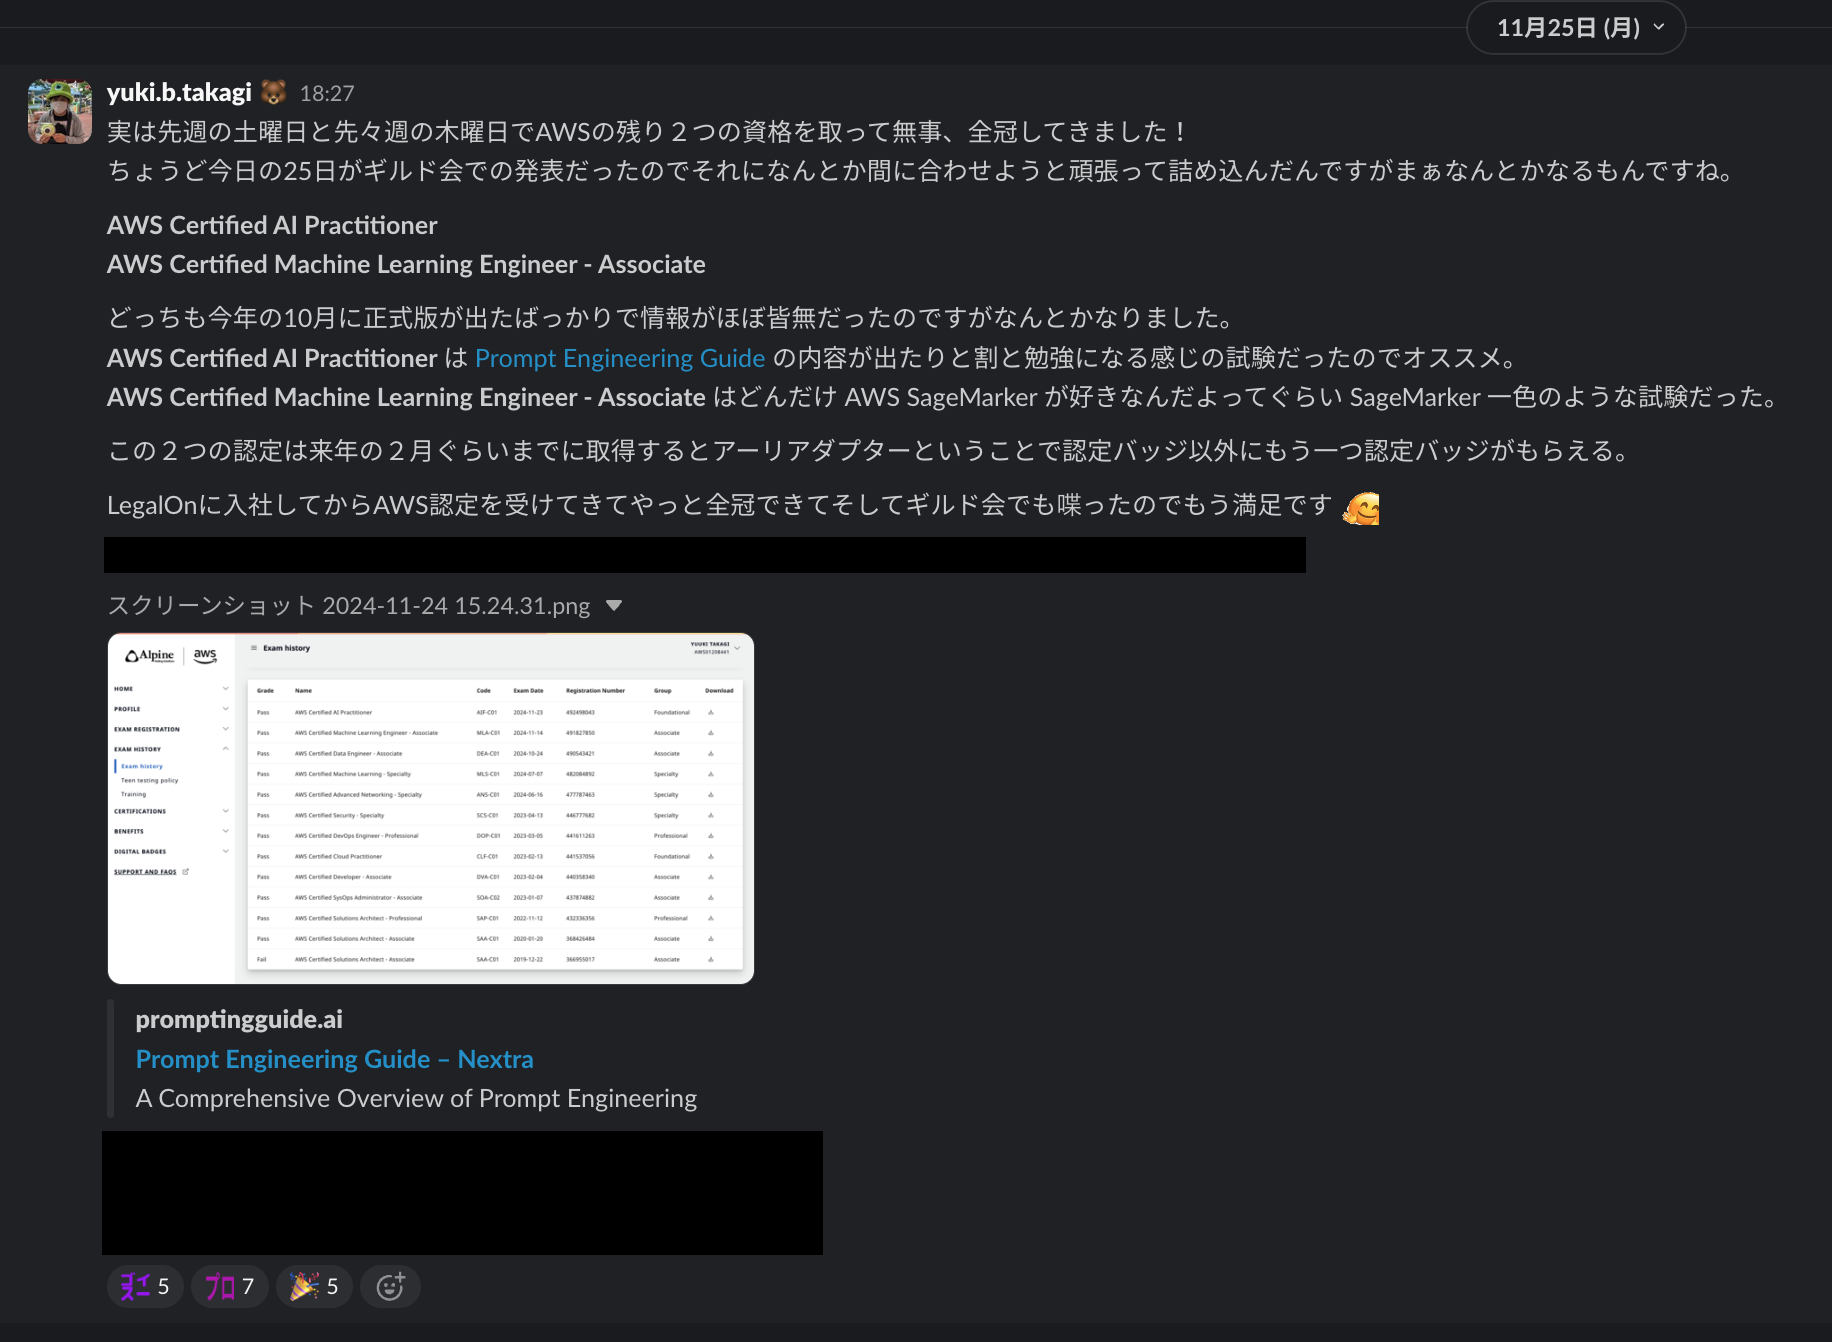 11月25日 (月)
yuki.b.takagi 18:27
実は先週の土曜日と先々週の木曜日でAWSの残り２つの資格を取って無事、全冠してきました！
ちょうど今日の25日がギルド会での発表だったのでそれになんとか間に合わせようと頑張って詰め込んだんですがまぁなんとかなるもんですね。
AWS Certified AI Practitioner
AWS Certified Machine Learning Engineer - Associate
どっちも今年の10月に正式版が出たばっかりで情報がほぼ皆無だったのですがなんとかなりました。
AWS Certified AI Practitioner は Prompt Engineering Guide の内容が出たりと割と勉強になる感じの試験だったのでオススメ。
AWS Certified Machine Learning Engineer - Associate はどんだけ AWS SageMarker が好きなんだよってぐらい SageMarker 一色のような試験だった。
この２つの認定は来年の２月ぐらいまでに取得するとアーリアダプターということで認定バッジ以外にもう一つ認定バッジがもらえる。
LegalOnに入社してからAWS認定を受けてきてやっと全冠できてそしてギルド会でも喋ったのでもう満足です
スクリーンショット 2024-11-24 15.24.31.png
Alpine aws
HOME
PROFILE
EXAM REGISTRATION
EXAM HISTORY
Exam history
Teen testing policy
Training
CERTIFICATIONS
BENEFITS
DIGITAL BADGES
SUPPORT AND FAQS
Exam history
YUUKI TAKAGI
Grade Name Code Exam Date Registration Number Group Download
Pass AWS Certified AI Practitioner AIF-C01 2024-11-23 492498043 Foundational
Pass AWS Certified Machine Learning Engineer - Associate MLA-C01 2024-11-14 491827850 Associate
Pass AWS Certified Data Engineer - Associate DEA-C01 2024-10-24 490543421 Associate
Pass AWS Certified Machine Learning - Specialty MLS-C01 2024-07-07 482084892 Specialty
Pass AWS Certified Advanced Networking - Specialty ANS-C01 2024-06-16 477787463 Specialty
Pass AWS Certified Security - Specialty SCS-C01 2023-04-13 446777682 Specialty
Pass AWS Certified DevOps Engineer - Professional DOP-C01 2023-03-05 441611263 Professional
Pass AWS Certified Cloud Practitioner CLF-C01 2023-02-13 441537056 Foundational
Pass AWS Certified Developer - Associate DVA-C01 2023-02-04 440358340 Associate
Pass AWS Certified SysOps Administrator - Associate SOA-C02 2023-01-07 437874882 Associate
Pass AWS Certified Solutions Architect - Professional SAP-C01 2022-11-12 432336356 Professional
Pass AWS Certified Solutions Architect - Associate SAA-C01 2020-01-20 368426484 Associate
Fail AWS Certified Solutions Architect - Associate SAA-C01 2019-12-22 366955017 Associate
promptingguide.ai
Prompt Engineering Guide – Nextra
A Comprehensive Overview of Prompt Engineering
ゴイスー 5 プロ 7 5